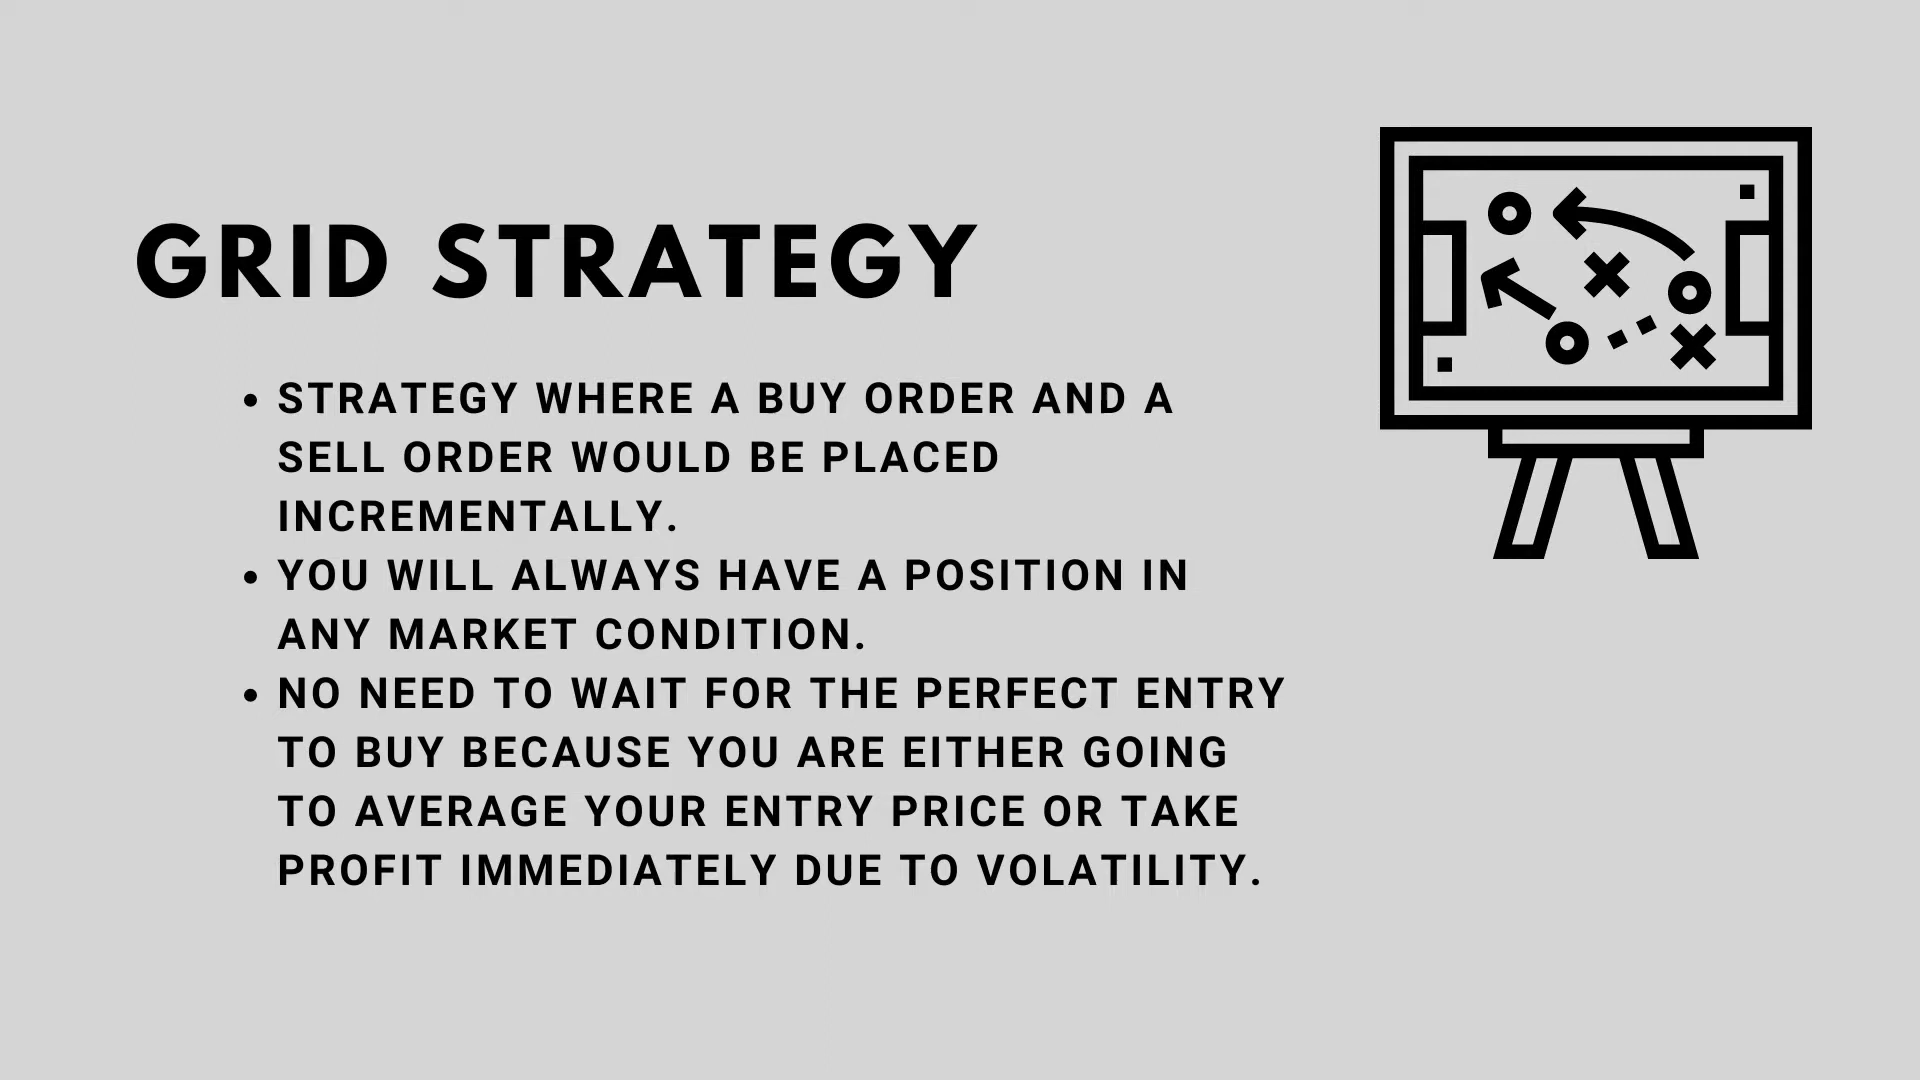 GRID STRATEGY
• STRATEGY WHERE A BUY ORDER AND A
SELL ORDER WOULD BE PLACED
INCREMENTALLY.
• YOU WILL ALWAYS HAVE A POSITION IN
ANY MARKET CONDITION.
• NO NEED TO WAIT FOR THE PERFECT ENTRY
TO BUY BECAUSE YOU ARE EITHER GOING
TO AVERAGE YOUR ENTRY PRICE OR TAKE
PROFIT IMMEDIATELY DUE TO VOLATILITY.